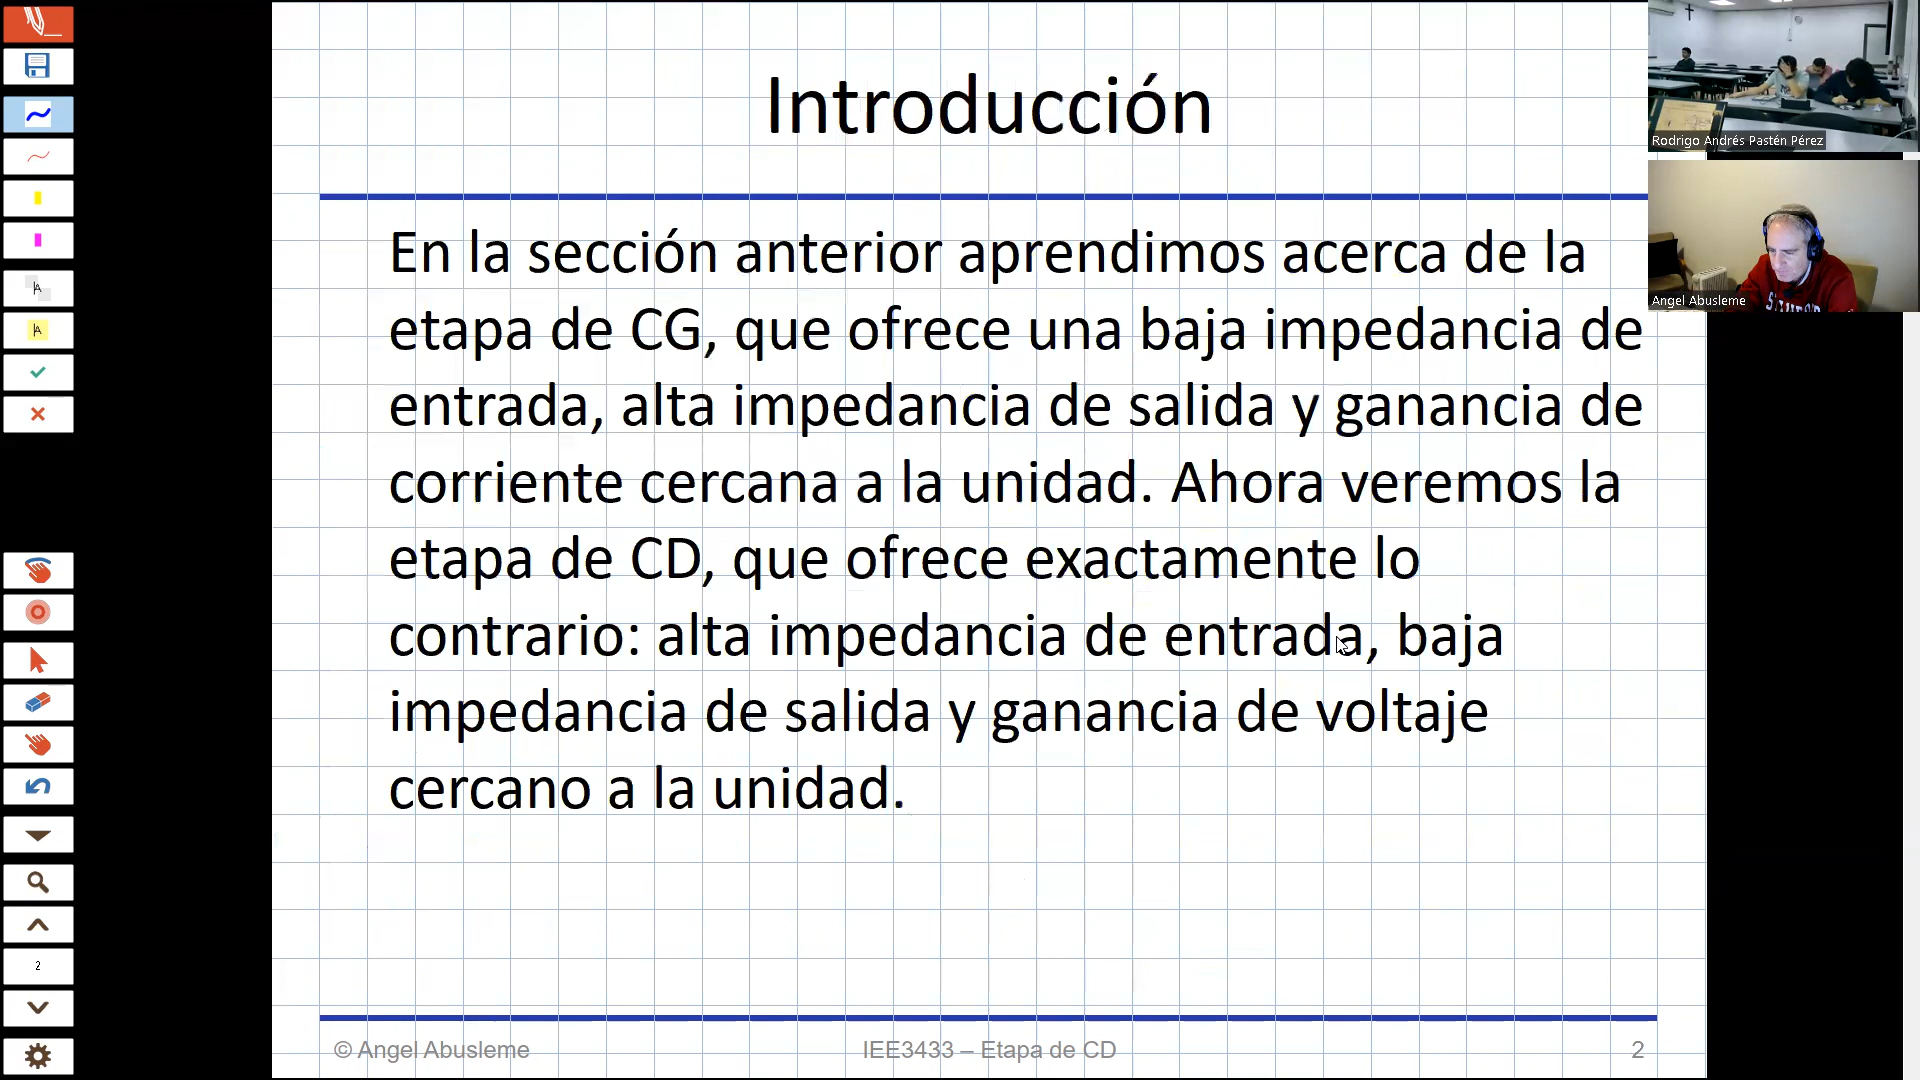 Introducción
En la sección anterior aprendimos acerca de la
etapa de CG, que ofrece una baja impedancia de
entrada, alta impedancia de salida y ganancia de
corriente cercana a la unidad. Ahora veremos la
etapa de CD, que ofrece exactamente lo
contrario: alta impedancia de entrada, baja
impedancia de salida y ganancia de voltaje
cercano a la unidad.
© Angel Abusleme
IEE3433 – Etapa de CD
2
Rodrigo Andrés Pastén Pérez
Angel Abusleme
A
A
2